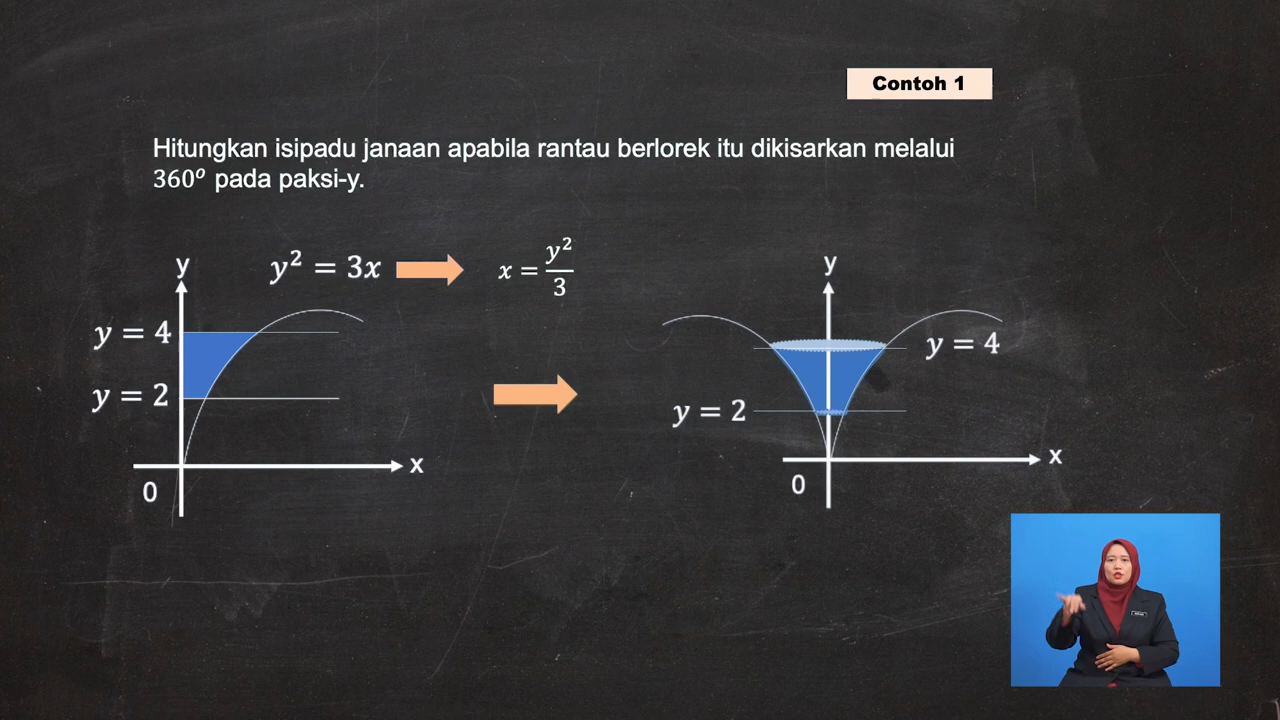 Contoh 1
Hitungkan isipadu janaan apabila rantau berlorek itu dikisarkan melalui
360° pada paksi-y.
y² = 3x
x = y²/3
y
y = 4
y = 2
x
0
y
y = 4
y = 2
x
0